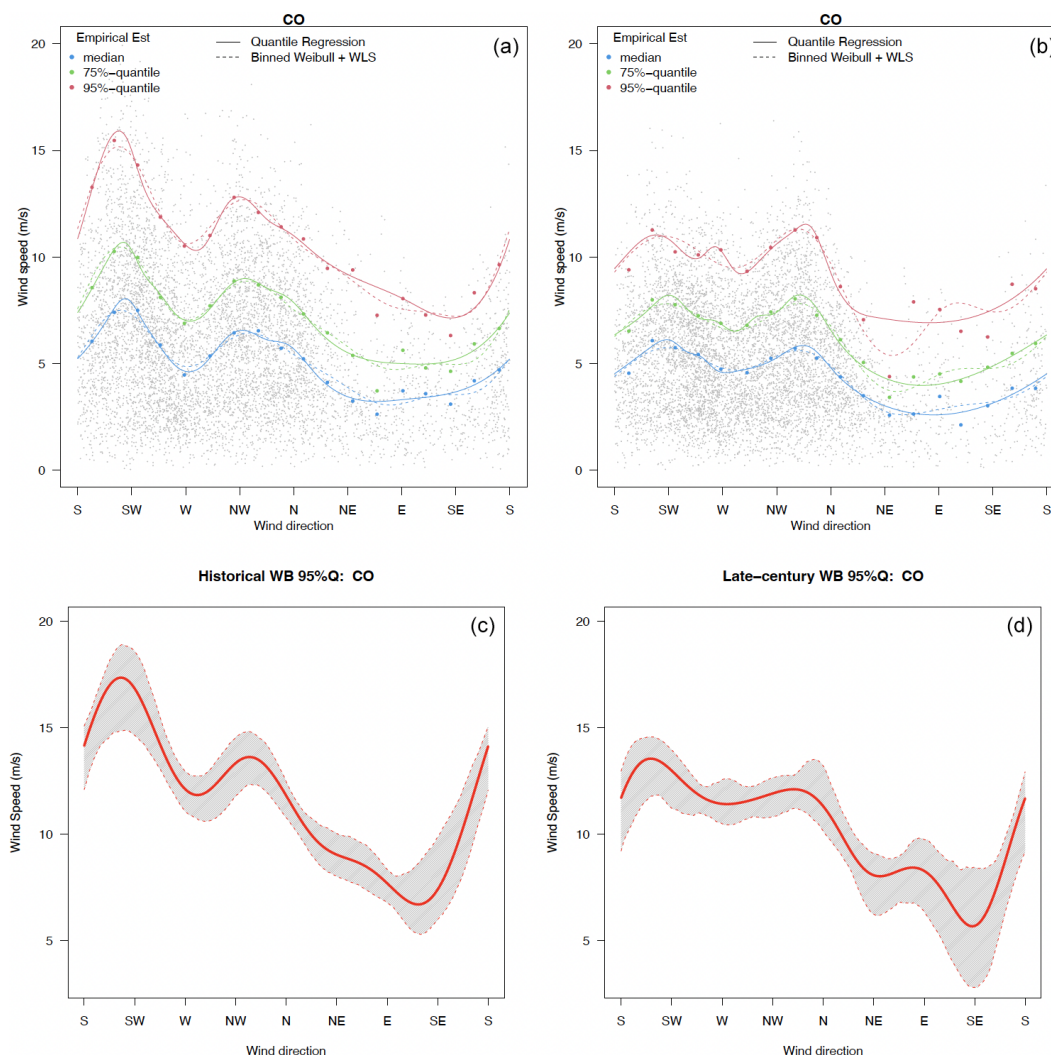 CO
(a)
Empirical Est
median
75%-quantile
95%-quantile
Quantile Regression
Binned Weibull + WLS
20
15
10
5
0
Wind speed (m/s)
S SW W NW N NE E SE S
Wind direction
CO
(b)
Empirical Est
median
75%-quantile
95%-quantile
Quantile Regression
Binned Weibull + WLS
20
15
10
5
0
Wind speed (m/s)
S SW W NW N NE E SE S
Wind direction
Historical WB 95%Q: CO
(c)
20
15
10
5
Wind Speed (m/s)
S SW W NW N NE E SE S
Wind direction
Late-century WB 95%Q: CO
(d)
20
15
10
5
Wind Speed (m/s)
S SW W NW N NE E SE S
Wind direction